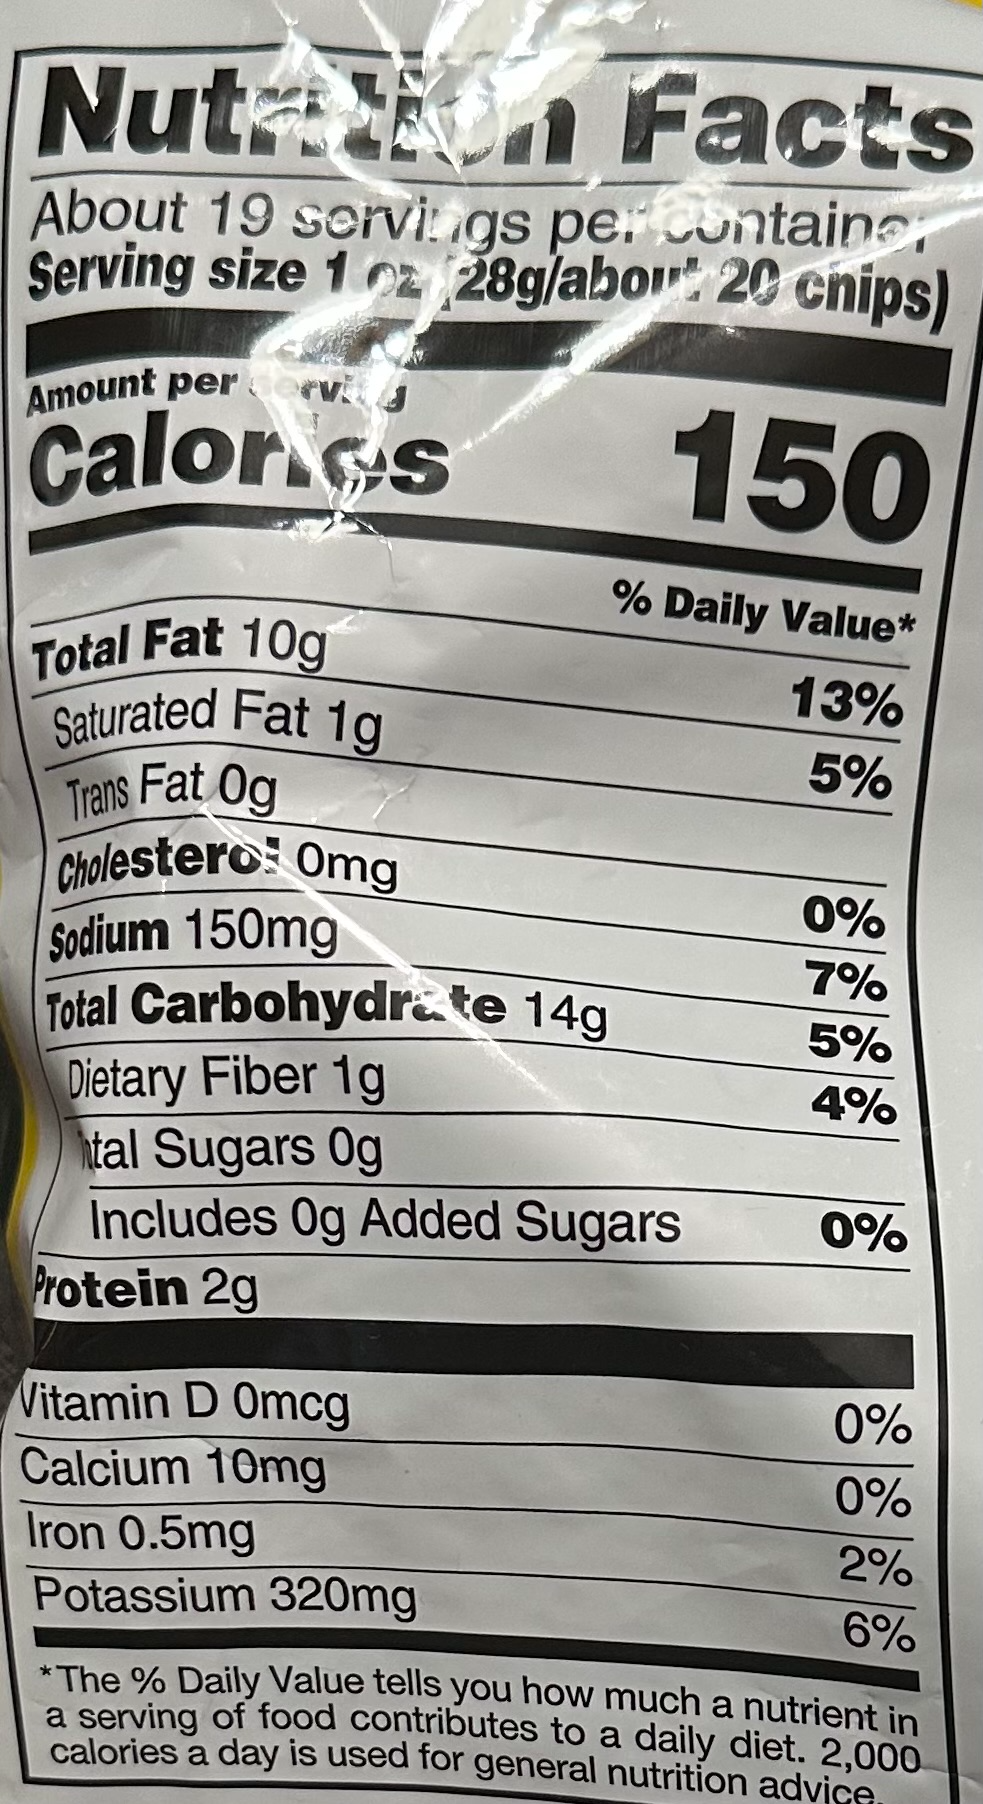 Nutrition Facts
About 19 servings per container
Serving size 1 oz (28g/about 20 chips)
Amount per serving
Calories 150
% Daily Value*
Total Fat 10g 13%
Saturated Fat 1g 5%
Trans Fat 0g
Cholesterol 0mg 0%
Sodium 150mg 7%
Total Carbohydrate 14g 5%
Dietary Fiber 1g 4%
Total Sugars 0g
Includes 0g Added Sugars 0%
Protein 2g
Vitamin D 0mcg 0%
Calcium 10mg 0%
Iron 0.5mg 2%
Potassium 320mg 6%
*The % Daily Value tells you how much a nutrient in
a serving of food contributes to a daily diet. 2,000
calories a day is used for general nutrition advice.